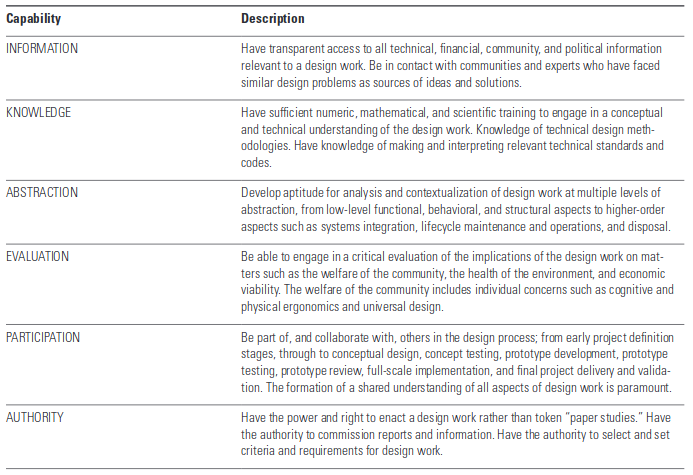 Capability Description
INFORMATION Have transparent access to all technical, financial, community, and political information
relevant to a design work. Be in contact with communities and experts who have faced
similar design problems as sources of ideas and solutions.
KNOWLEDGE Have sufficient numeric, mathematical, and scientific training to engage in a conceptual
and technical understanding of the design work. Knowledge of technical design meth-
odologies. Have knowledge of making and interpreting relevant technical standards and
codes.
ABSTRACTION Develop aptitude for analysis and contextualization of design work at multiple levels of
abstraction, from low-level functional, behavioral, and structural aspects to higher-order
aspects such as systems integration, lifecycle maintenance and operations, and disposal.
EVALUATION Be able to engage in a critical evaluation of the implications of the design work on mat-
ters such as the welfare of the community, the health of the environment, and economic
viability. The welfare of the community includes individual concerns such as cognitive and
physical ergonomics and universal design.
PARTICIPATION Be part of, and collaborate with, others in the design process; from early project definition
stages, through to conceptual design, concept testing, prototype development, prototype
testing, prototype review, full-scale implementation, and final project delivery and valida-
tion. The formation of a shared understanding of all aspects of design work is paramount.
AUTHORITY Have the power and right to enact a design work rather than token “paper studies.” Have
the authority to commission reports and information. Have the authority to select and set
criteria and requirements for design work.